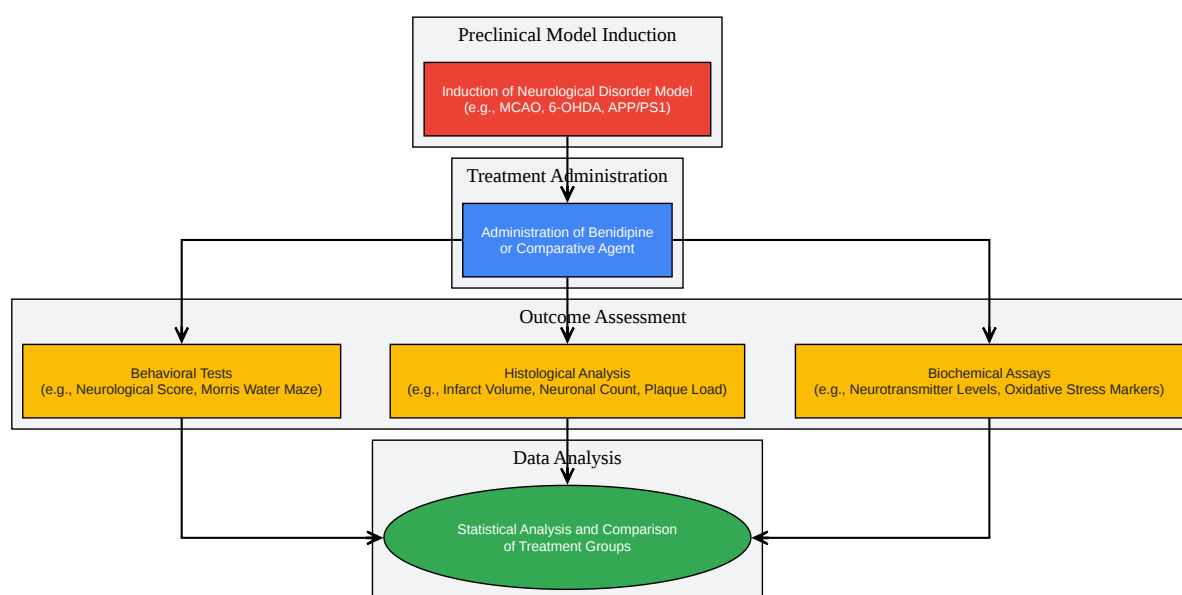 Preclinical Model Induction
Induction of Neurological Disorder Model
(e.g., MCAO, 6-OHDA, APP/PS1)
Treatment Administration
Administration of Benidipine
or Comparative Agent
Outcome Assessment
Behavioral Tests
(e.g., Neurological Score, Morris Water Maze)
Histological Analysis
(e.g., Infarct Volume, Neuronal Count, Plaque Load)
Biochemical Assays
(e.g., Neurotransmitter Levels, Oxidative Stress Markers)
Data Analysis
Statistical Analysis and Comparison
of Treatment Groups